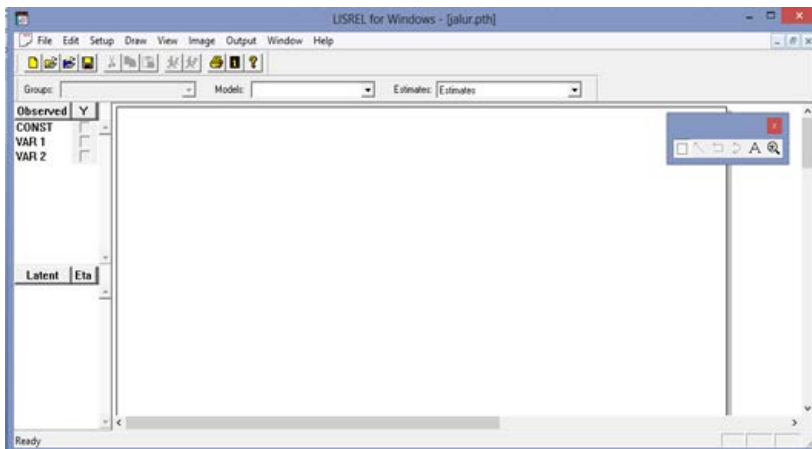 LISREL for Windows - [jalur.pth]
File Edit Setup Draw View Image Output Window Help
Groups: Models: Estimates: Estimates
Observed Y
CONST
VAR 1
VAR 2
A
Latent Eta
Ready